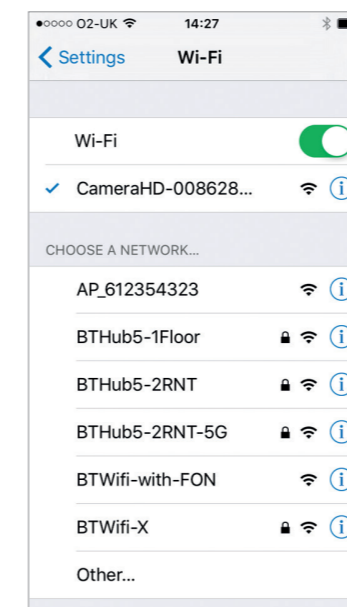 O2-UK 14:27
Settings Wi-Fi
Wi-Fi
CameraHD-008628...
CHOOSE A NETWORK...
AP_612354323
BTHub5-1Floor
BTHub5-2RNT
BTHub5-2RNT-5G
BTWifi-with-FON
BTWifi-X
Other...